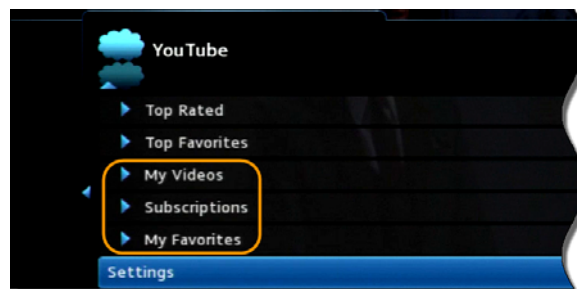 YouTube
Top Rated
Top Favorites
My Videos
Subscriptions
My Favorites
Settings